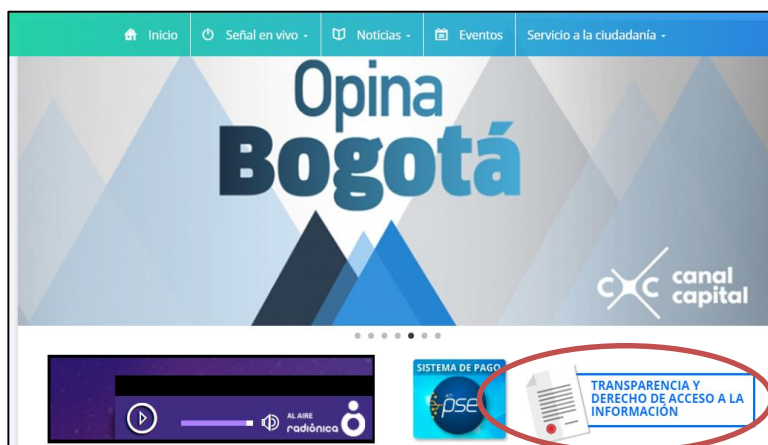 Inicio
Señal en vivo -
Noticias -
Eventos
Servicio a la ciudadanía -
Opina
Bogotá
cxc canal
capital
AL AIRE
radiónica
SISTEMA DE PAGO
pse
TRANSPARENCIA Y
DERECHO DE ACCESO A LA
INFORMACIÓN